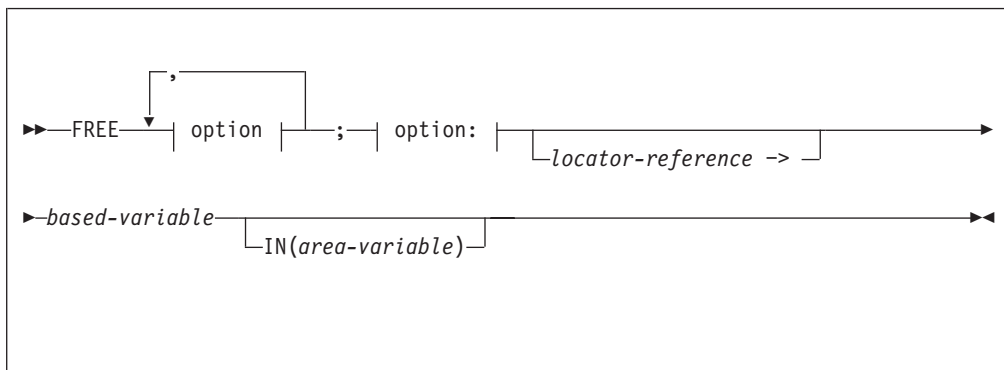 ,
FREE option ; option: locator-reference ->
based-variable IN(area-variable)